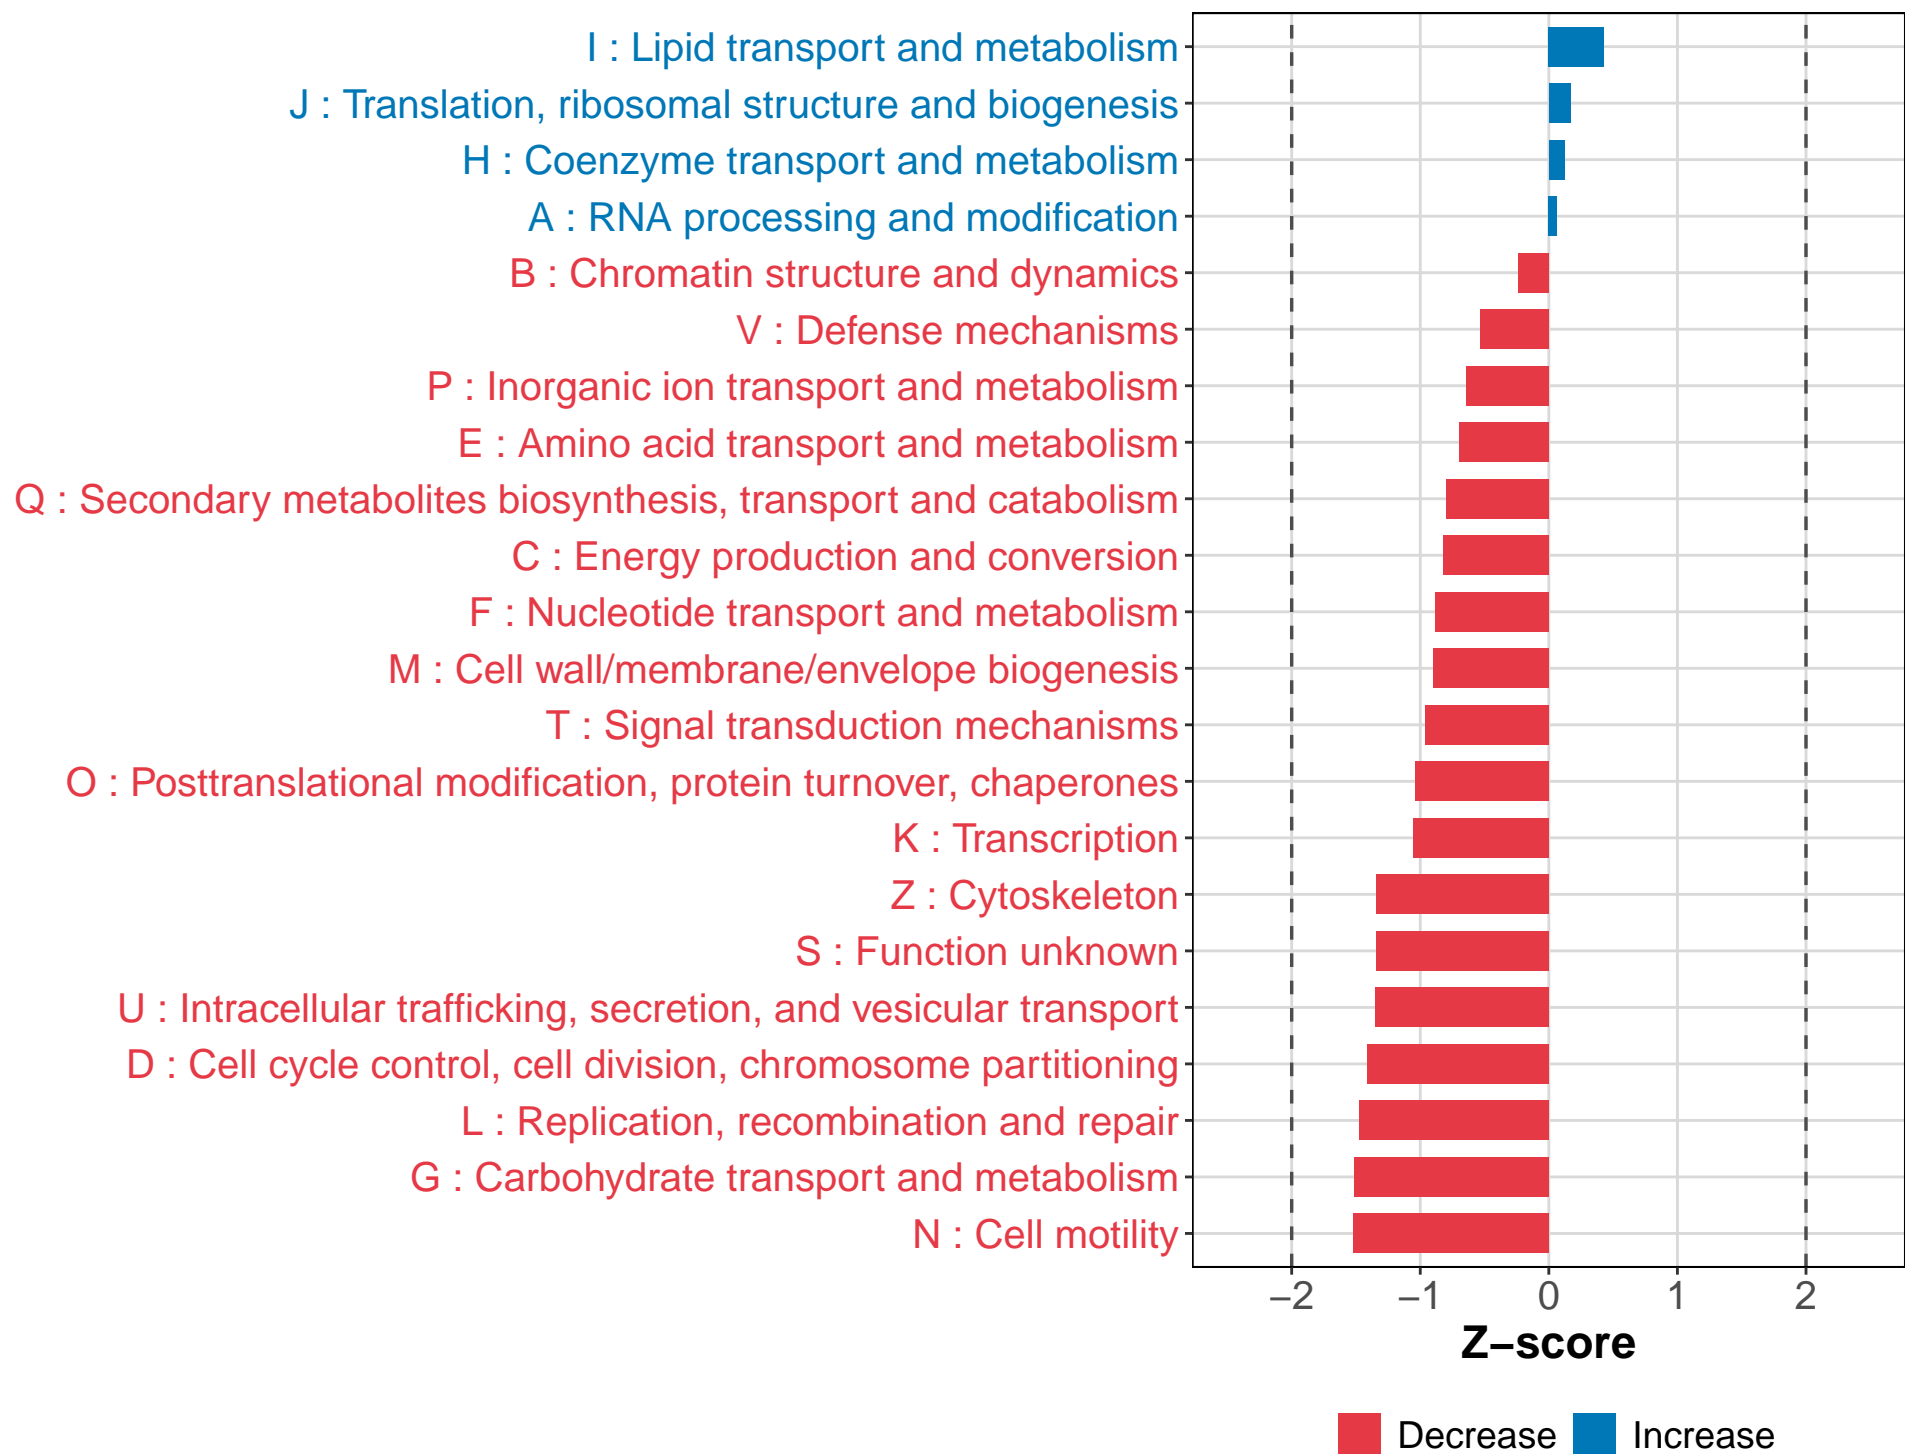 I : Lipid transport and metabolism
J : Translation, ribosomal structure and biogenesis
H : Coenzyme transport and metabolism
A : RNA processing and modification
B : Chromatin structure and dynamics
V : Defense mechanisms
P : Inorganic ion transport and metabolism
E : Amino acid transport and metabolism
Q : Secondary metabolites biosynthesis, transport and catabolism
C : Energy production and conversion
F : Nucleotide transport and metabolism
M : Cell wall/membrane/envelope biogenesis
T : Signal transduction mechanisms
O : Posttranslational modification, protein turnover, chaperones
K : Transcription
Z : Cytoskeleton
S : Function unknown
U : Intracellular trafficking, secretion, and vesicular transport
D : Cell cycle control, cell division, chromosome partitioning
L : Replication, recombination and repair
G : Carbohydrate transport and metabolism
N : Cell motility
−2 −1 0 1 2
Z−score
Decrease Increase